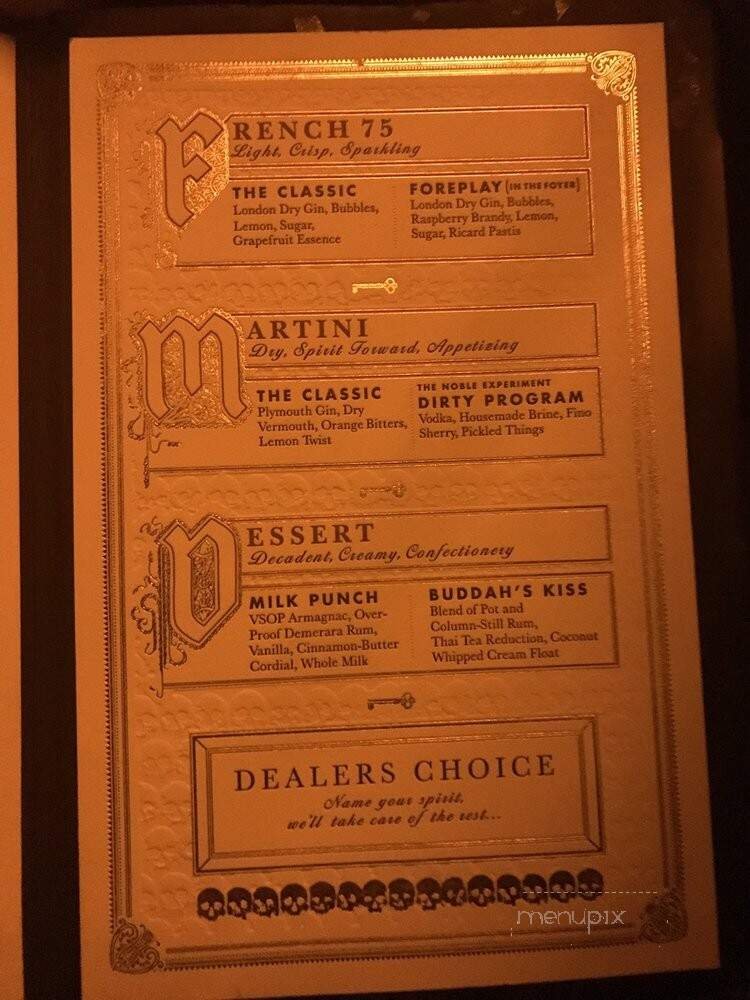 FRENCH 75
Light, Crisp, Sparkling
THE CLASSIC
London Dry Gin, Bubbles,
Lemon, Sugar,
Grapefruit Essence
FOREPLAY (IN THE FOYER)
London Dry Gin, Bubbles,
Raspberry Brandy, Lemon,
Sugar, Ricard Pastis
MARTINI
Dry, Spirit Forward, Appetizing
THE CLASSIC
Plymouth Gin, Dry
Vermouth, Orange Bitters,
Lemon Twist
THE NOBLE EXPERIMENT
DIRTY PROGRAM
Vodka, Housemade Brine, Fino
Sherry, Pickled Things
DESSERT
Decadent, Creamy, Confectionery
MILK PUNCH
VSOP Armagnac, Over-
Proof Demerara Rum,
Vanilla, Cinnamon-Butter
Cordial, Whole Milk
BUDDAH'S KISS
Blend of Pot and
Column-Still Rum,
Thai Tea Reduction, Coconut
Whipped Cream Float
DEALERS CHOICE
Name your spirit,
we'll take care of the rest...
menupix